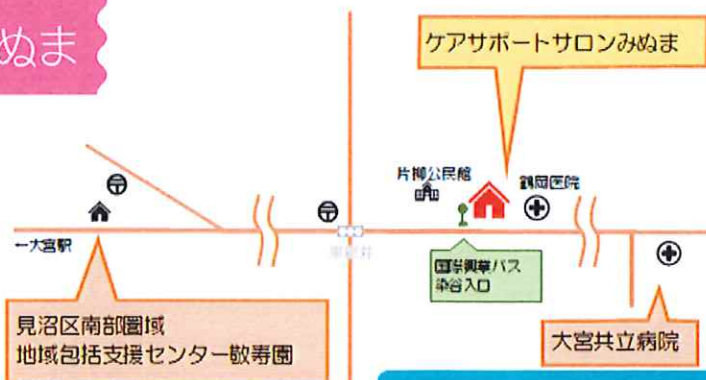 ぬま
ケアサポートサロンみぬま
片柳公民館
鶴岡医院
←大宮駅
国際興業バス
染谷入口
見沼区南部圏域
地域包括支援センター敬寿園
大宮共立病院